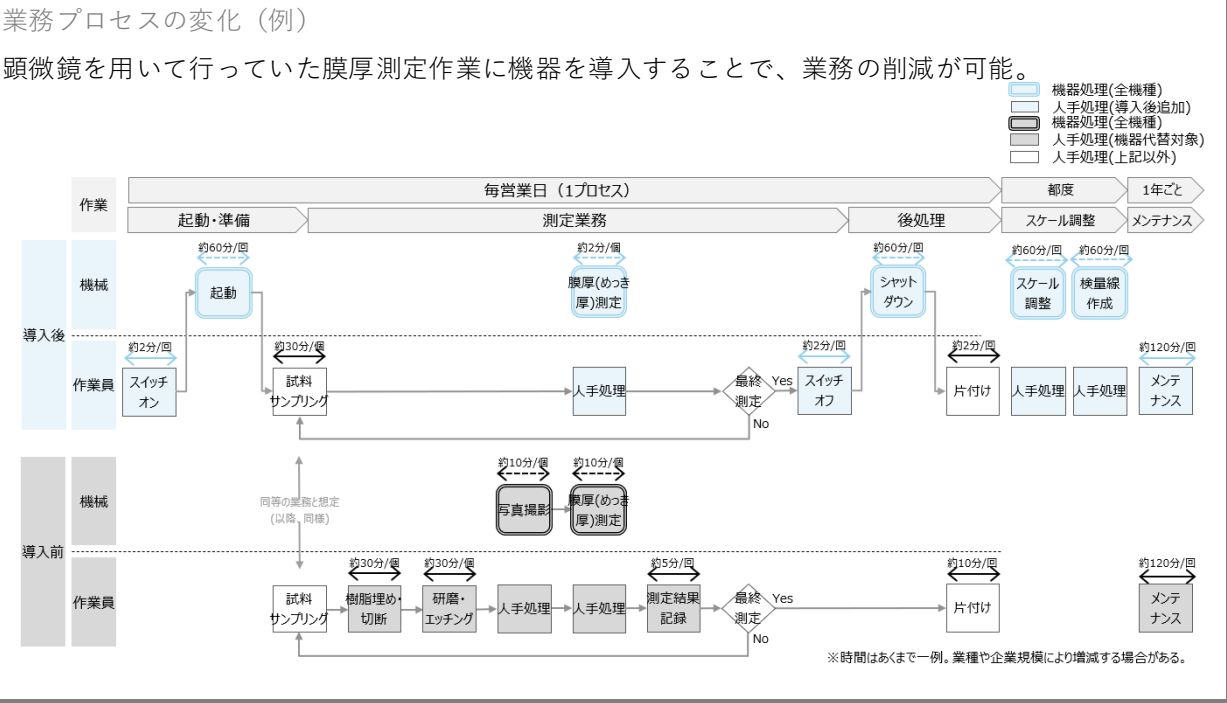 業務プロセスの変化（例）
顕微鏡を用いて行っていた膜厚測定作業に機器を導入することで、業務の削減が可能。
機器処理(全機種)
人手処理(導入後追加)
機器処理(全機種)
人手処理(機器代替対象)
人手処理(上記以外)
作業
毎営業日（1プロセス）
都度
1年ごと
起動・準備
測定業務
後処理
スケール調整
メンテナンス
導入後
機械
約60分/回
起動
約2分/個
膜厚(めっき
厚)測定
約60分/回
シャット
ダウン
約60分/回
スケール
調整
約60分/回
検量線
作成
作業員
約2分/回
スイッチ
オン
約30分/個
試料
サンプリング
人手処理
最終
測定
Yes
No
約2分/回
スイッチ
オフ
約2分/回
片付け
人手処理
人手処理
約120分/回
メンテ
ナンス
同等の業務と想定
(以降、同様)
導入前
機械
約10分/個
写真撮影
約10分/個
膜厚(めっき
厚)測定
作業員
試料
サンプリング
約30分/個
樹脂埋め・
切断
約30分/個
研磨・
エッチング
人手処理
人手処理
約5分/回
測定結果
記録
最終
測定
Yes
No
約10分/回
片付け
約120分/回
メンテ
ナンス
※時間はあくまで一例。業種や企業規模により増減する場合がある。